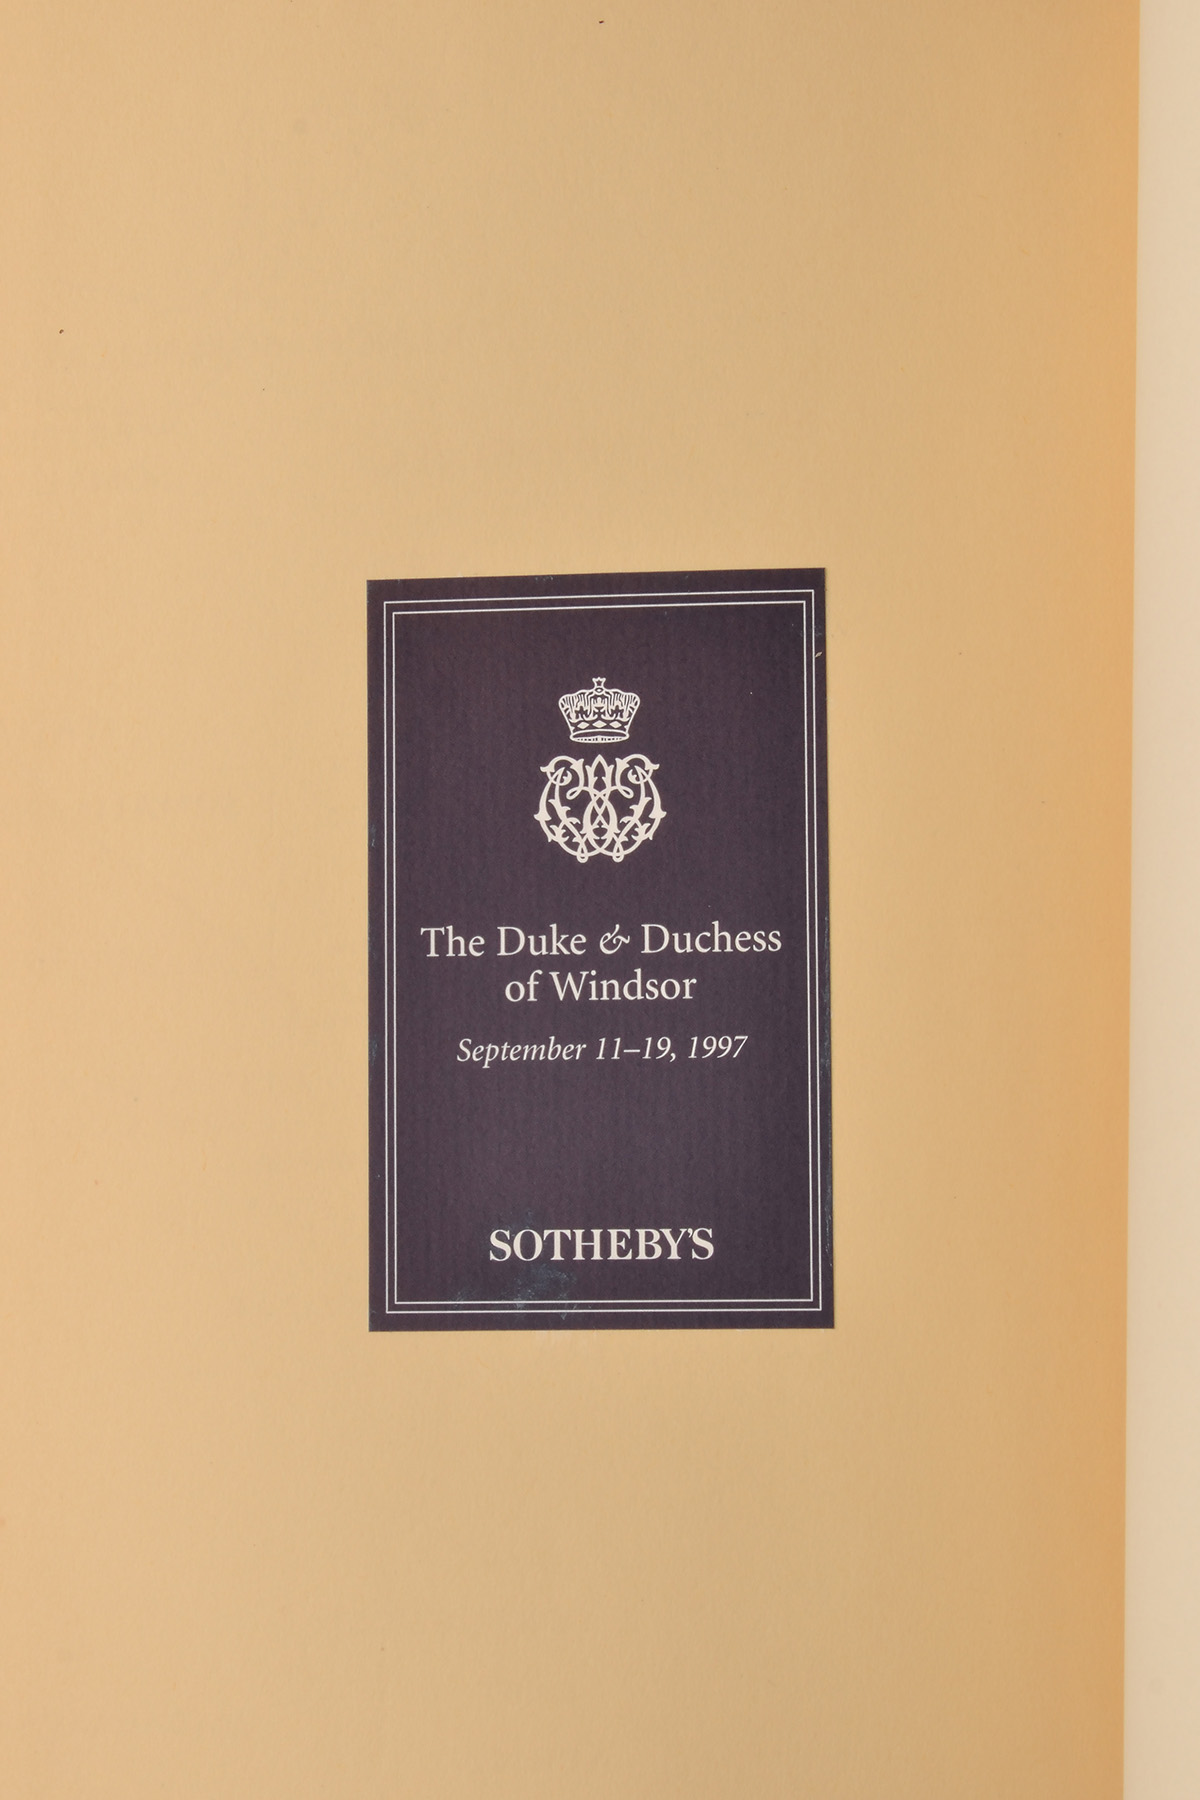 The Duke & Duchess
of Windsor
September 11–19, 1997
SOTHEBY'S